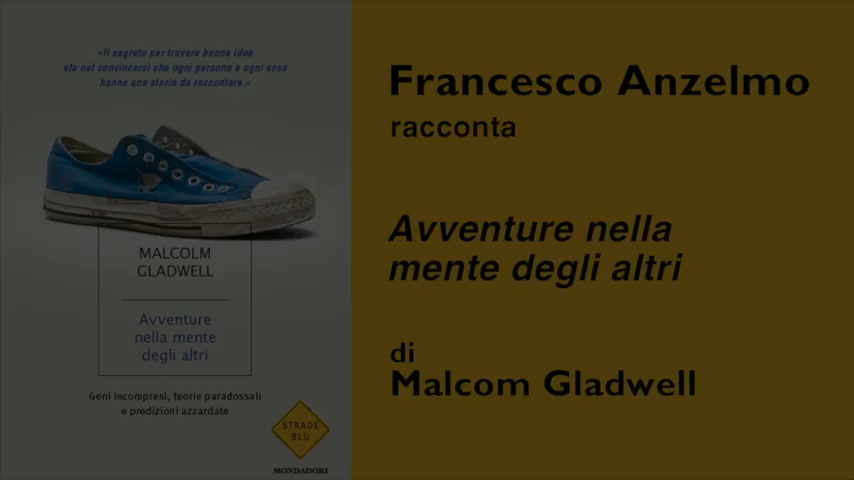 «Il segreto per trovare buone idee
sta nel convincersi che ogni persona e ogni cosa
hanno una storia da raccontare.»
MALCOLM
GLADWELL
Avventure
nella mente
degli altri
Geni incompresi, teorie paradossali
e predizioni azzardate
STRADE
BLU
MONDADORI
Francesco Anzelmo
racconta
Avventure nella
mente degli altri
di
Malcom Gladwell